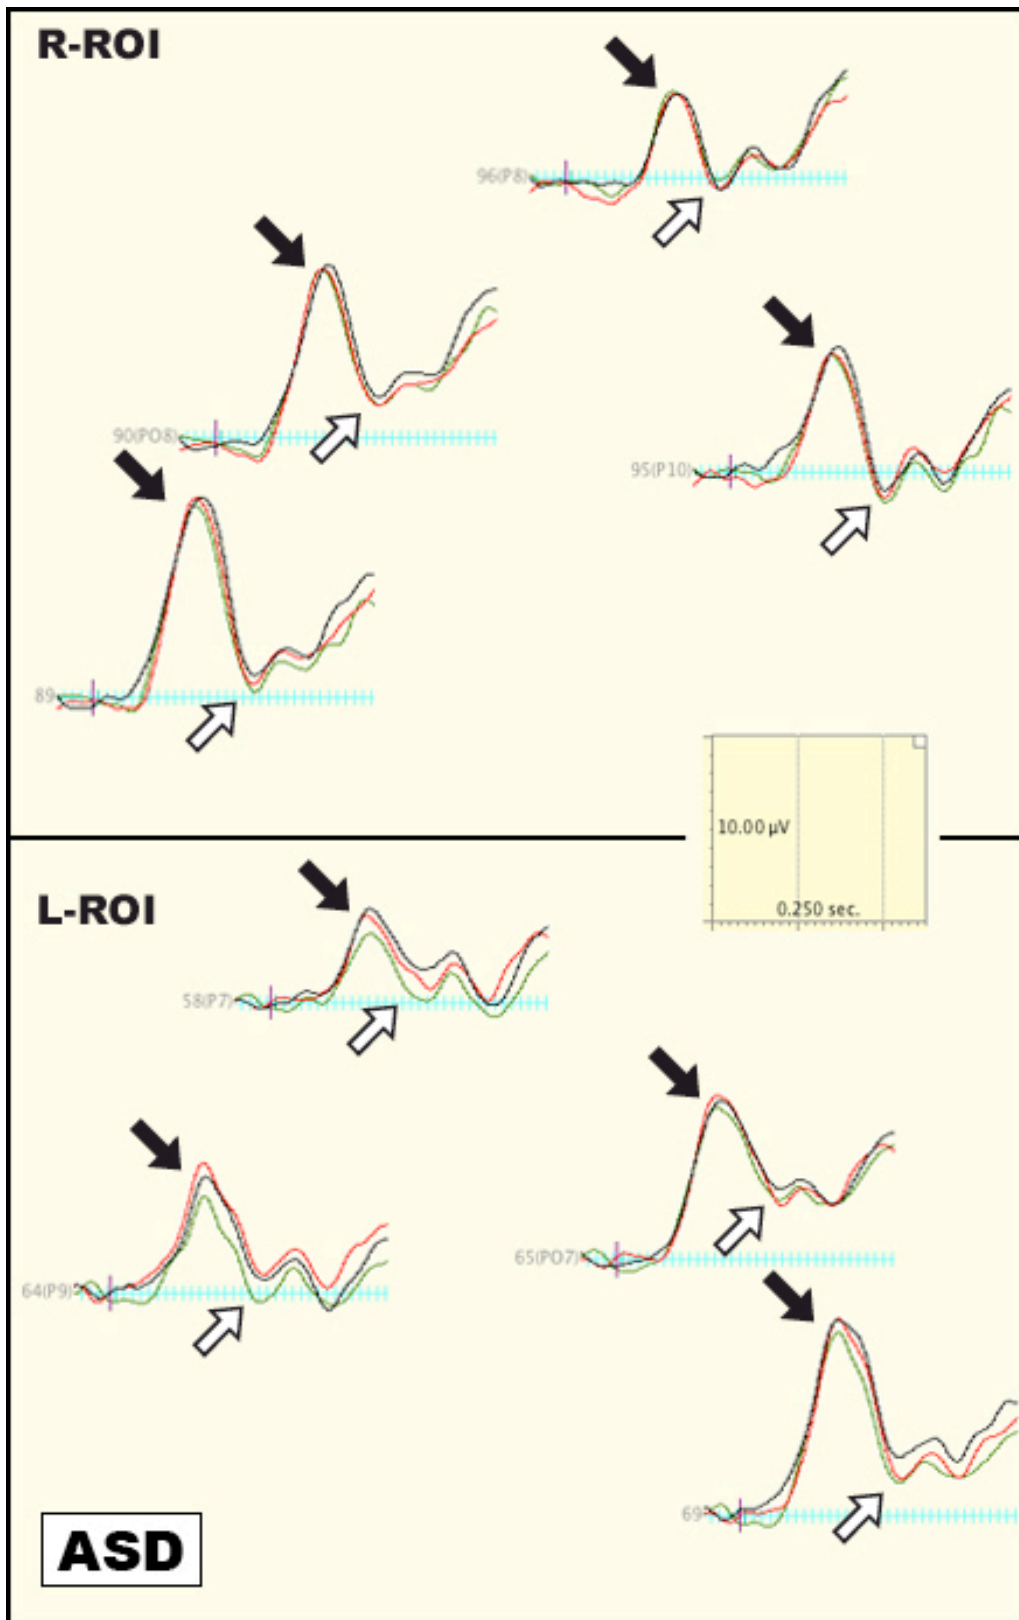 R-ROI
96(P8)
90(PO8)
95(P10)
89
10.00 μV
0.250 sec.
L-ROI
58(P7)
65(PO7)
64(P9)
69
ASD